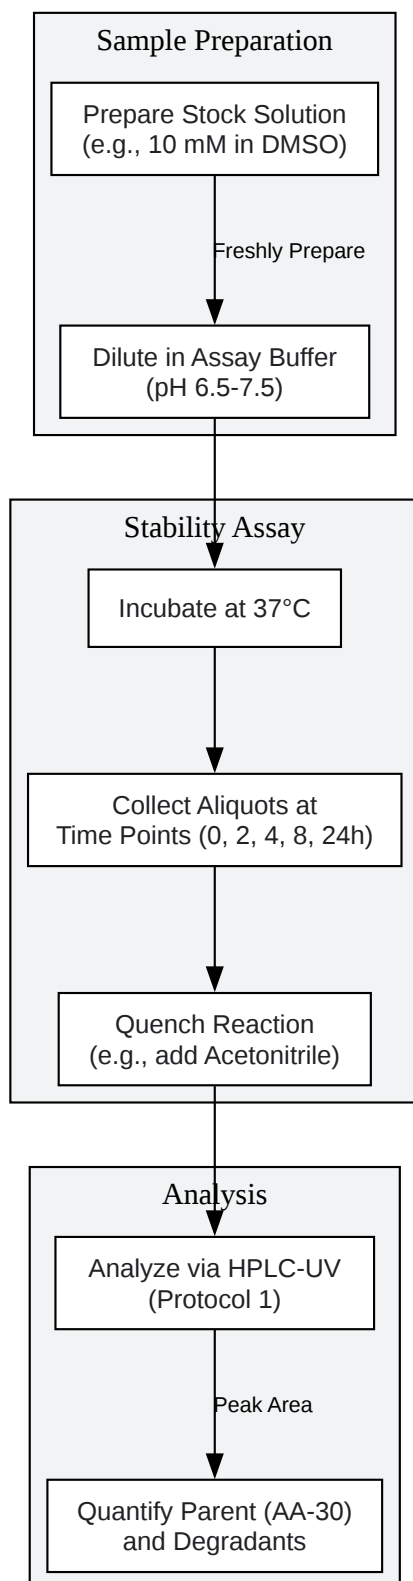 Sample Preparation
Prepare Stock Solution
(e.g., 10 mM in DMSO)
Freshly Prepare
Dilute in Assay Buffer
(pH 6.5-7.5)
Stability Assay
Incubate at 37°C
Collect Aliquots at
Time Points (0, 2, 4, 8, 24h)
Quench Reaction
(e.g., add Acetonitrile)
Analysis
Analyze via HPLC-UV
(Protocol 1)
Peak Area
Quantify Parent (AA-30)
and Degradants